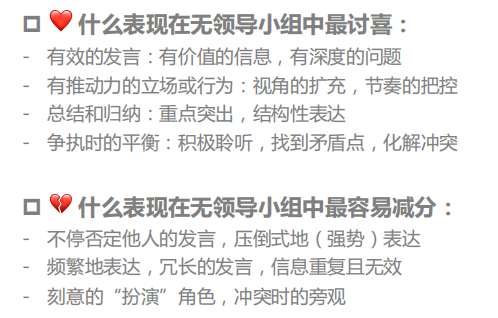 ❤️ 什么表现在无领导小组中最讨喜：
- 有效的发言：有价值的信息，有深度的问题
- 有推动力的立场或行为：视角的扩充，节奏的把控
- 总结和归纳：重点突出，结构性表达
- 争执时的平衡：积极聆听，找到矛盾点，化解冲突
💔 什么表现在无领导小组中最容易减分：
- 不停否定他人的发言，压倒式地（强势）表达
- 频繁地表达，冗长的发言，信息重复且无效
- 刻意的“扮演”角色，冲突时的旁观